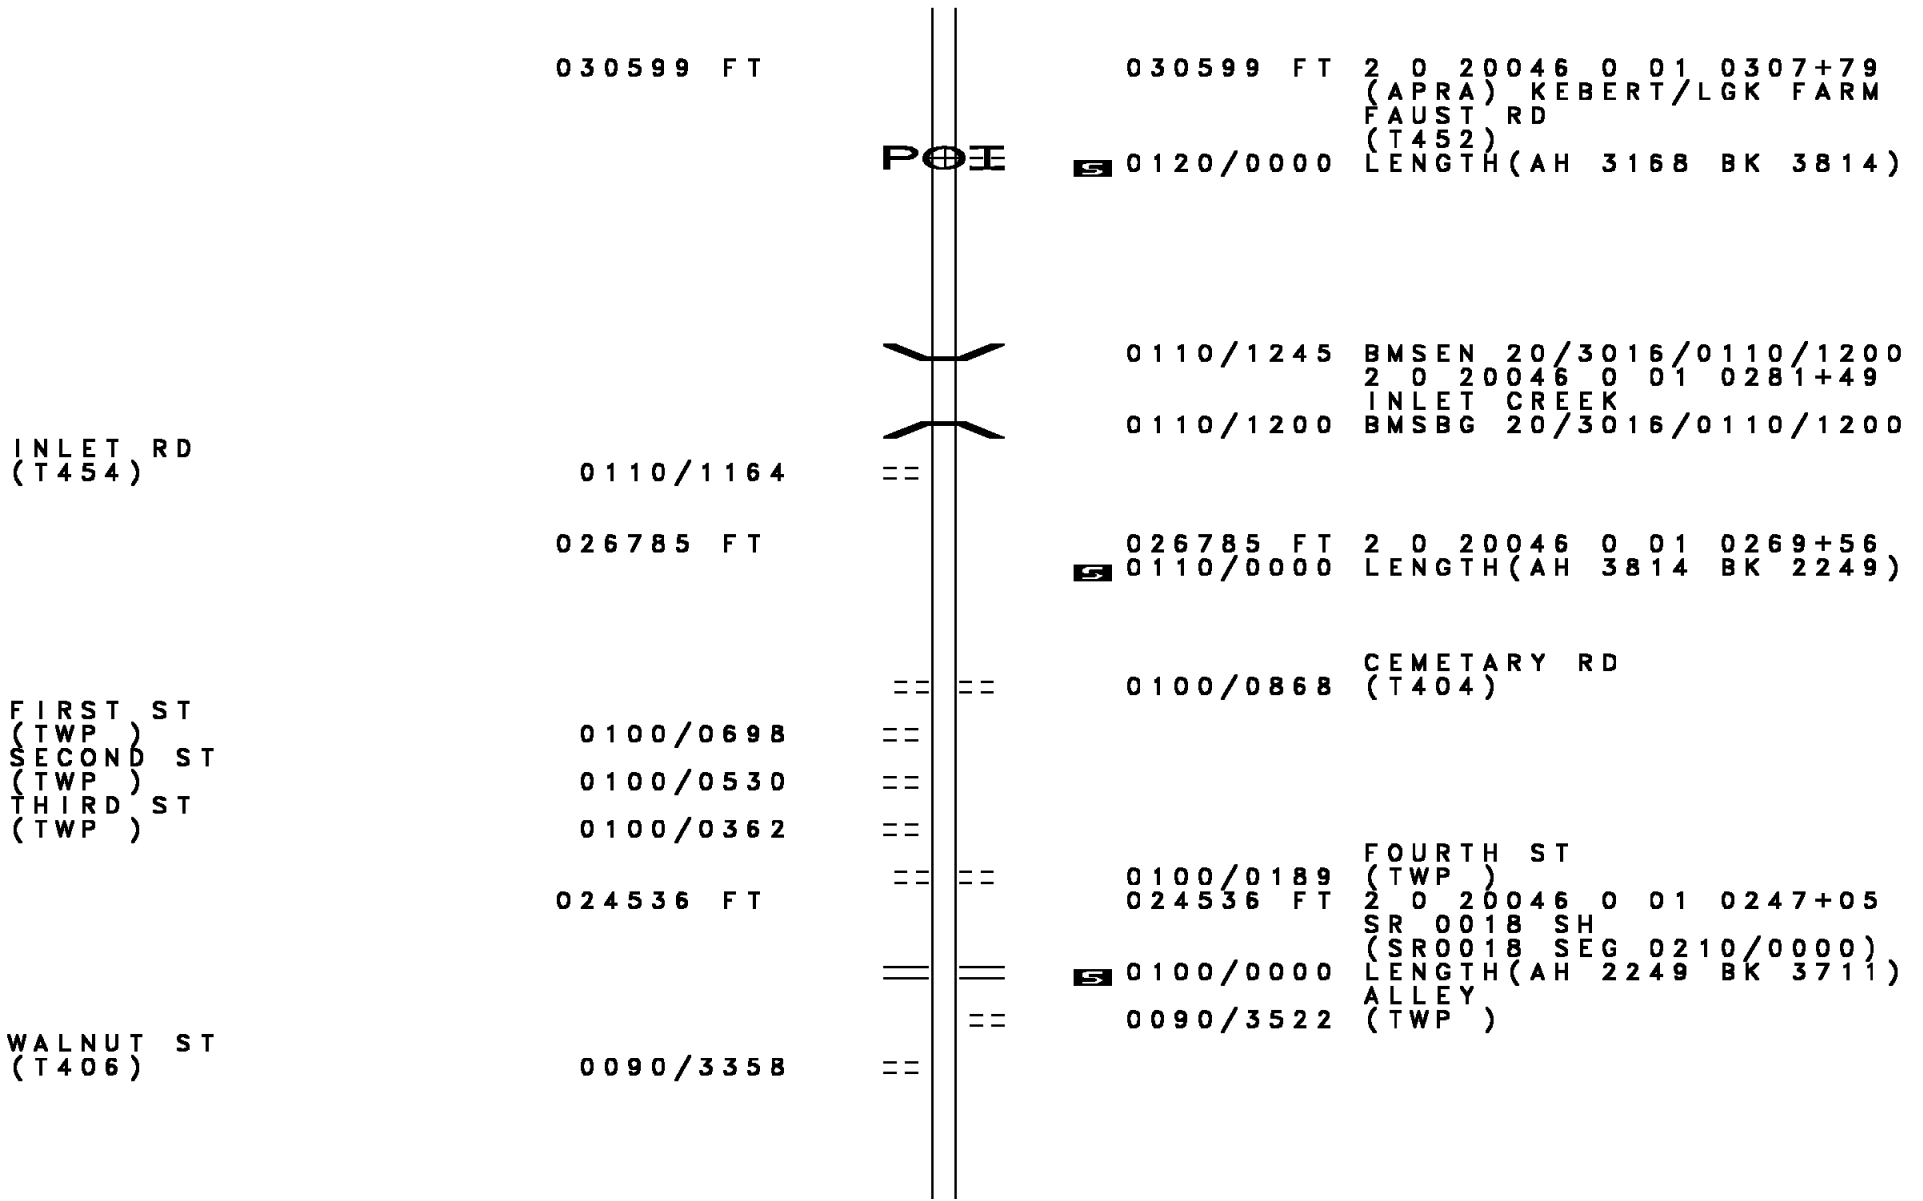 030599 FT 030599 FT 2 0 20046 0 01 0307+79
(APRA) KEBERT/LGK FARM
FAUST RD
(T452)
POI S 0120/0000 LENGTH(AH 3168 BK 3814)
0110/1245 BMSEN 20/3016/0110/1200
2 0 20046 0 01 0281+49
INLET CREEK
0110/1200 BMSBG 20/3016/0110/1200
INLET RD
(T454) 0110/1164
026785 FT 026785 FT 2 0 20046 0 01 0269+56
S 0110/0000 LENGTH(AH 3814 BK 2249)
CEMETARY RD
0100/0868 (T404)
FIRST ST
(TWP ) 0100/0698
SECOND ST
(TWP ) 0100/0530
THIRD ST
(TWP ) 0100/0362
FOURTH ST
0100/0189 (TWP )
024536 FT 024536 FT 2 0 20046 0 01 0247+05
SR 0018 SH
(SR0018 SEG 0210/0000)
S 0100/0000 LENGTH(AH 2249 BK 3711)
ALLEY
0090/3522 (TWP )
WALNUT ST
(T406) 0090/3358